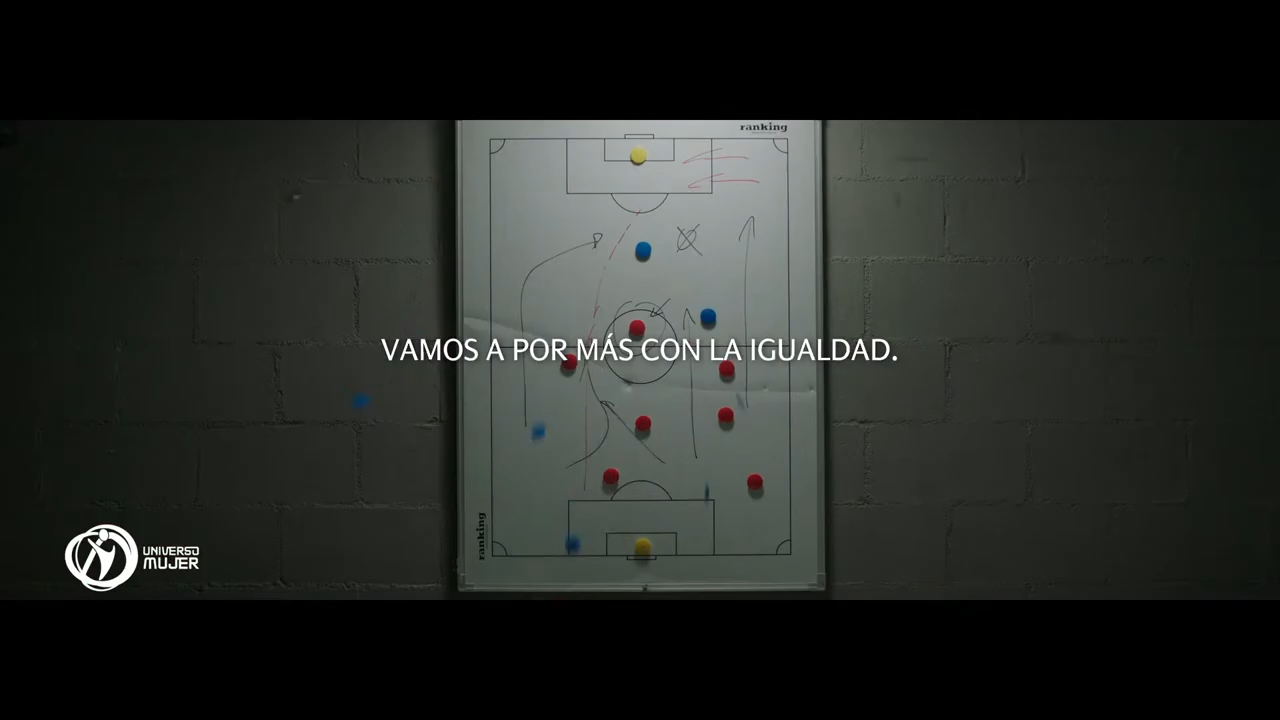 ranking
VAMOS A POR MÁS CON LA IGUALDAD.
ranking
UNIVERSO
MUJER